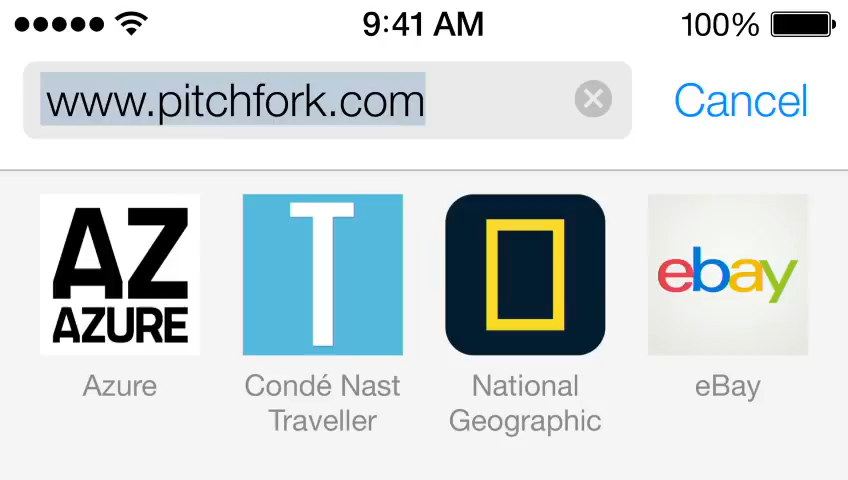 9:41 AM 100%
www.pitchfork.com Cancel
AZ T ebay
AZURE
Azure Condé Nast National eBay
Traveller Geographic